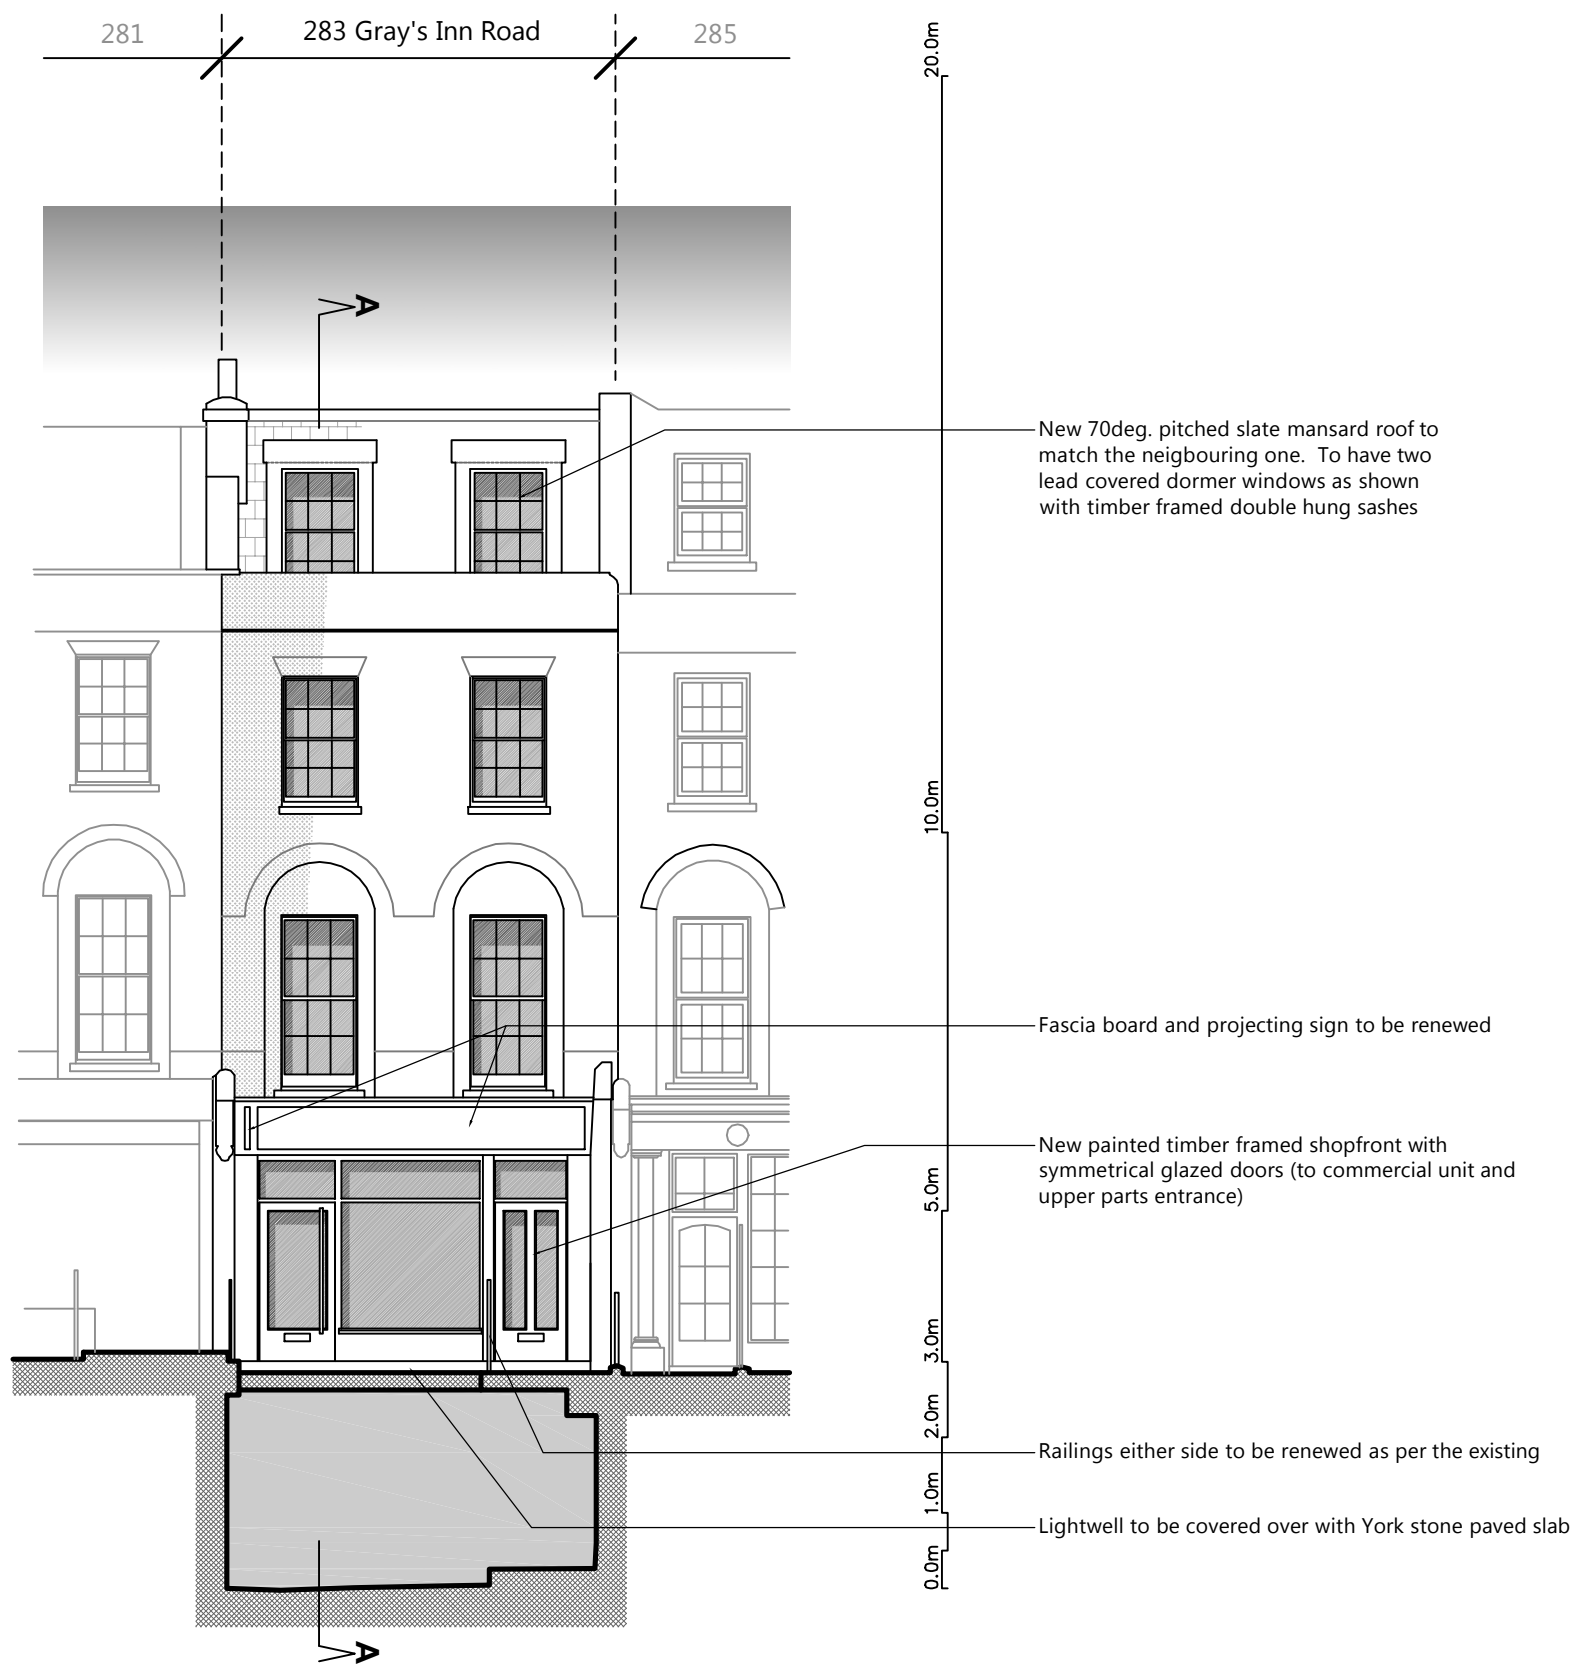 281
283 Gray's Inn Road
285
20.0m
A
New 70deg. pitched slate mansard roof to
match the neigbouring one. To have two
lead covered dormer windows as shown
with timber framed double hung sashes
10.0m
Fascia board and projecting sign to be renewed
New painted timber framed shopfront with
symmetrical glazed doors (to commercial unit and
upper parts entrance)
5.0m
3.0m
2.0m
Railings either side to be renewed as per the existing
1.0m
Lightwell to be covered over with York stone paved slab
0.0m
A